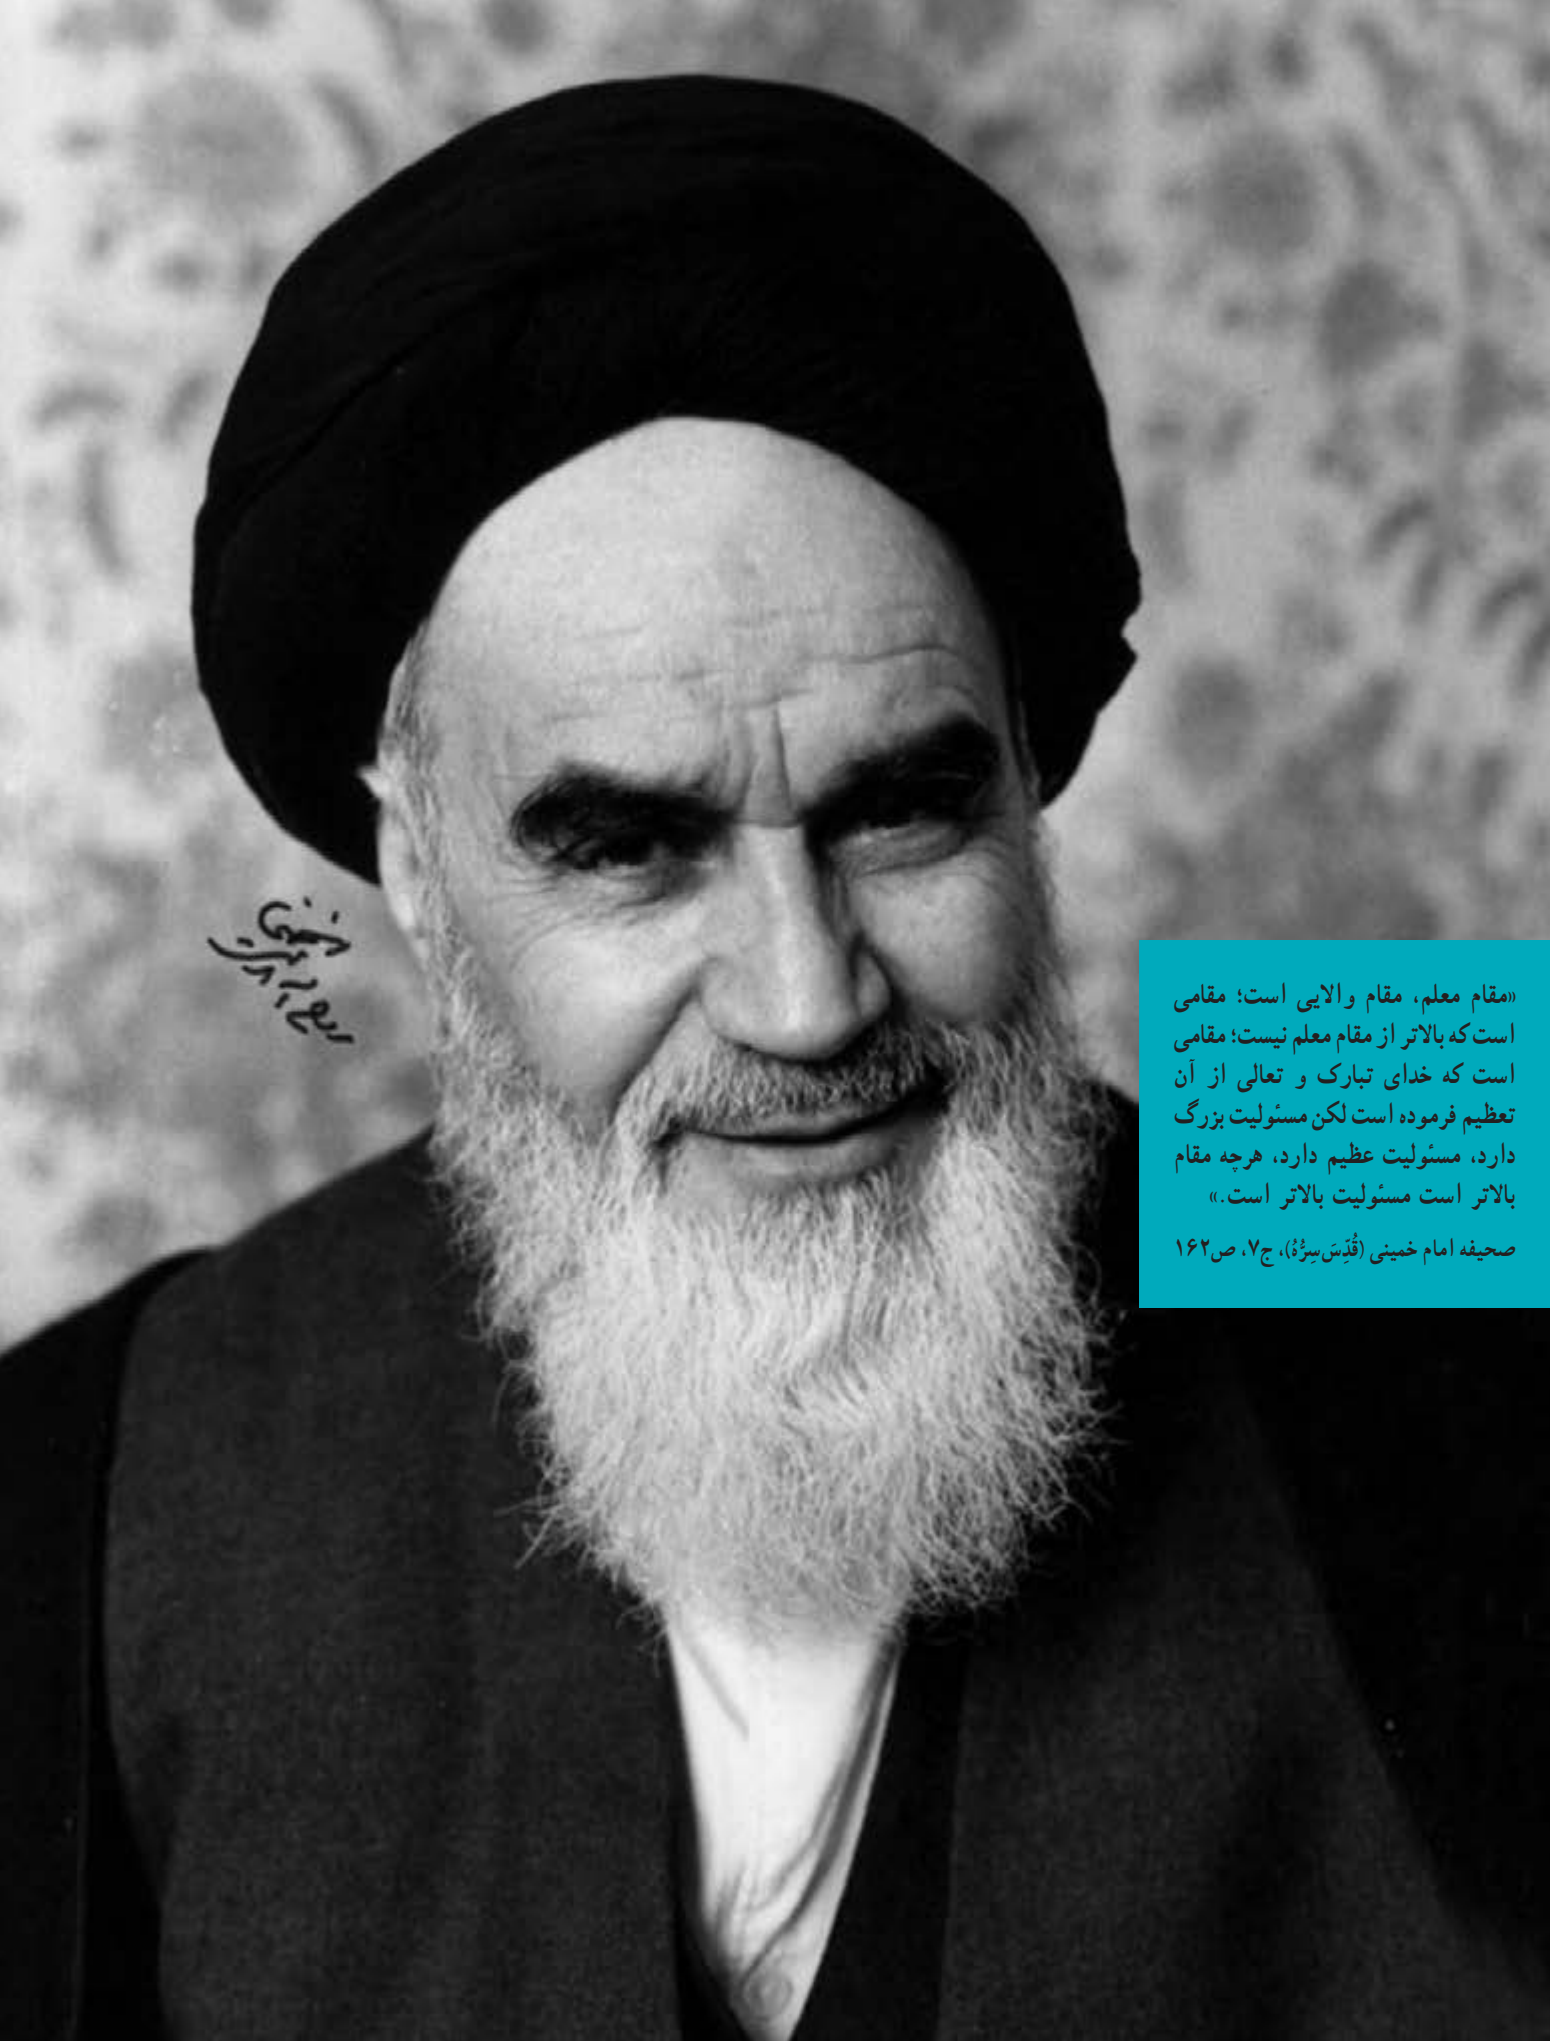 «مقام معلم، مقام والایی است؛ مقامی
است که بالاتر از مقام معلم نیست؛ مقامی
است که خدای تبارک و تعالی از آن
تعظیم فرموده است لکن مسئولیت بزرگ
دارد، مسئولیت عظیم دارد، هرچه مقام
بالاتر است مسئولیت بالاتر است.»
صحیفه امام خمینی (قُدِّسَ‌سِرُّهُ)، ج۷، ص۱۶۲